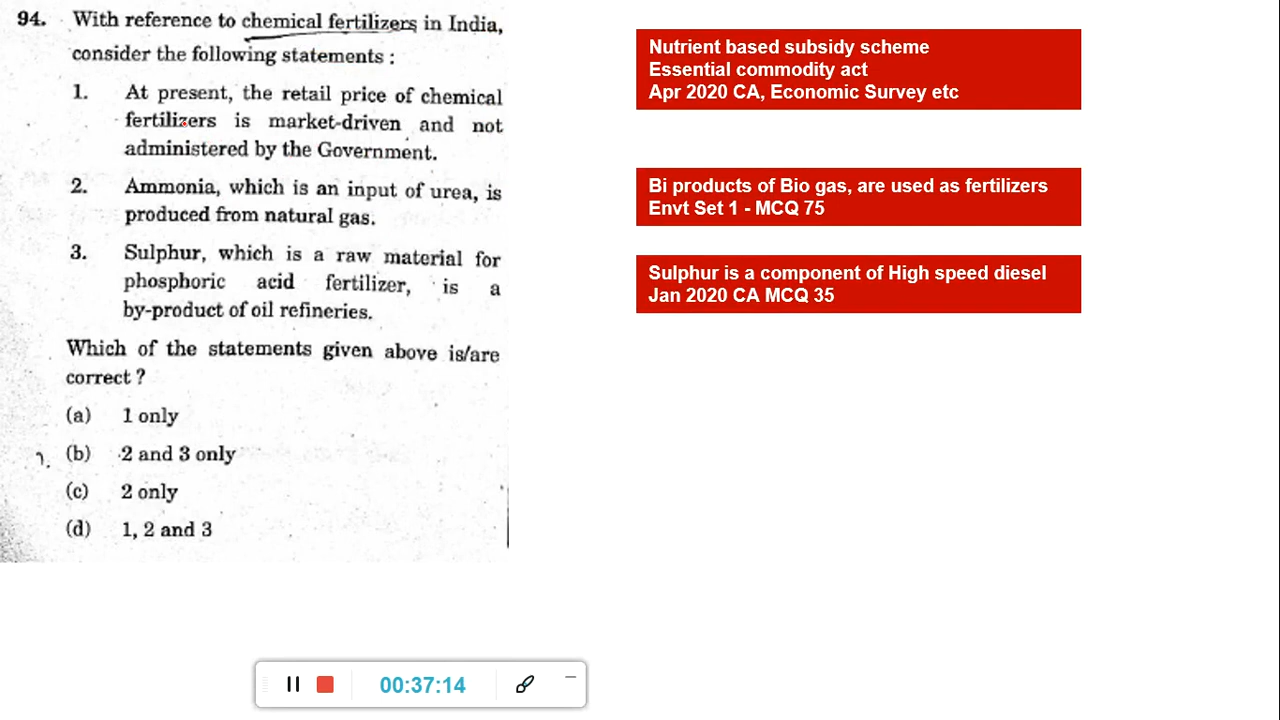 94. With reference to chemical fertilizers in India,
consider the following statements :
1. At present, the retail price of chemical
fertilizers is market-driven and not
administered by the Government.
2. Ammonia, which is an input of urea, is
produced from natural gas.
3. Sulphur, which is a raw material for
phosphoric acid fertilizer, is a
by-product of oil refineries.
Which of the statements given above is/are
correct ?
(a) 1 only
(b) 2 and 3 only
(c) 2 only
(d) 1, 2 and 3
Nutrient based subsidy scheme
Essential commodity act
Apr 2020 CA, Economic Survey etc
Bi products of Bio gas, are used as fertilizers
Envt Set 1 - MCQ 75
Sulphur is a component of High speed diesel
Jan 2020 CA MCQ 35
00:37:14